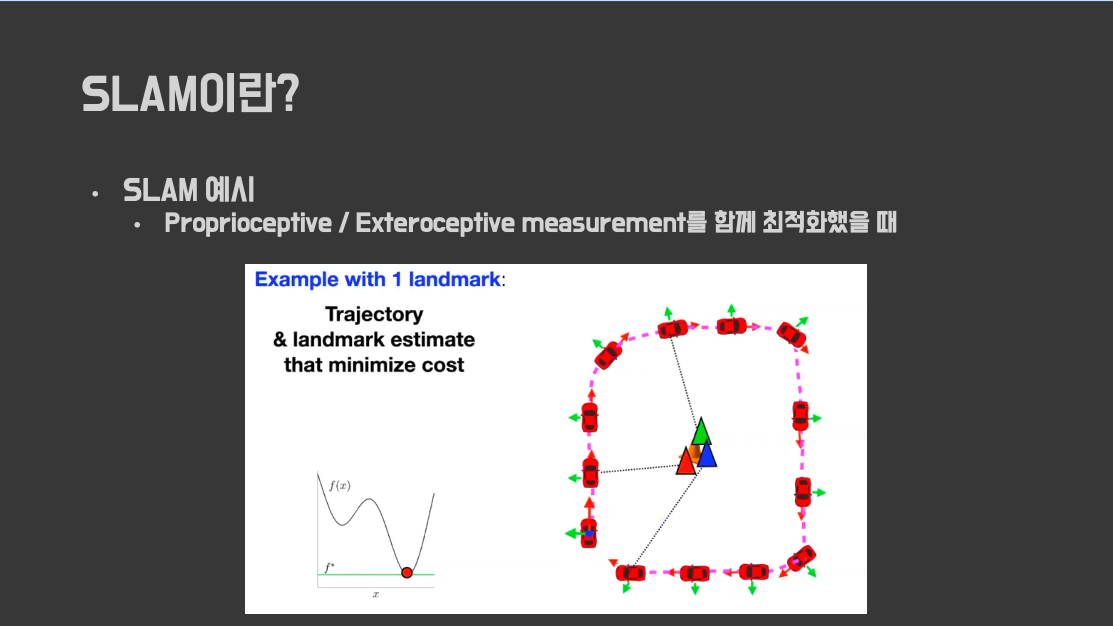 SLAM이란?
• SLAM 예시
• Proprioceptive / Exteroceptive measurement를 함께 최적화했을 때
Example with 1 landmark:
Trajectory
& landmark estimate
that minimize cost
f(x)
f*
x